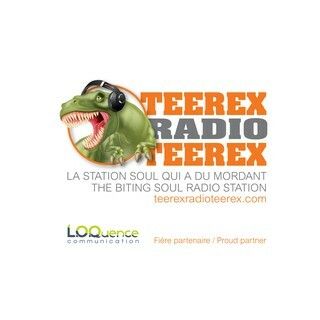 TEEREX
RADIO
TEEREX
LA STATION SOUL QUI A DU MORDANT
THE BITING SOUL RADIO STATION
teerexradioteerex.com
LOQuence
communication
Fière partenaire / Proud partner